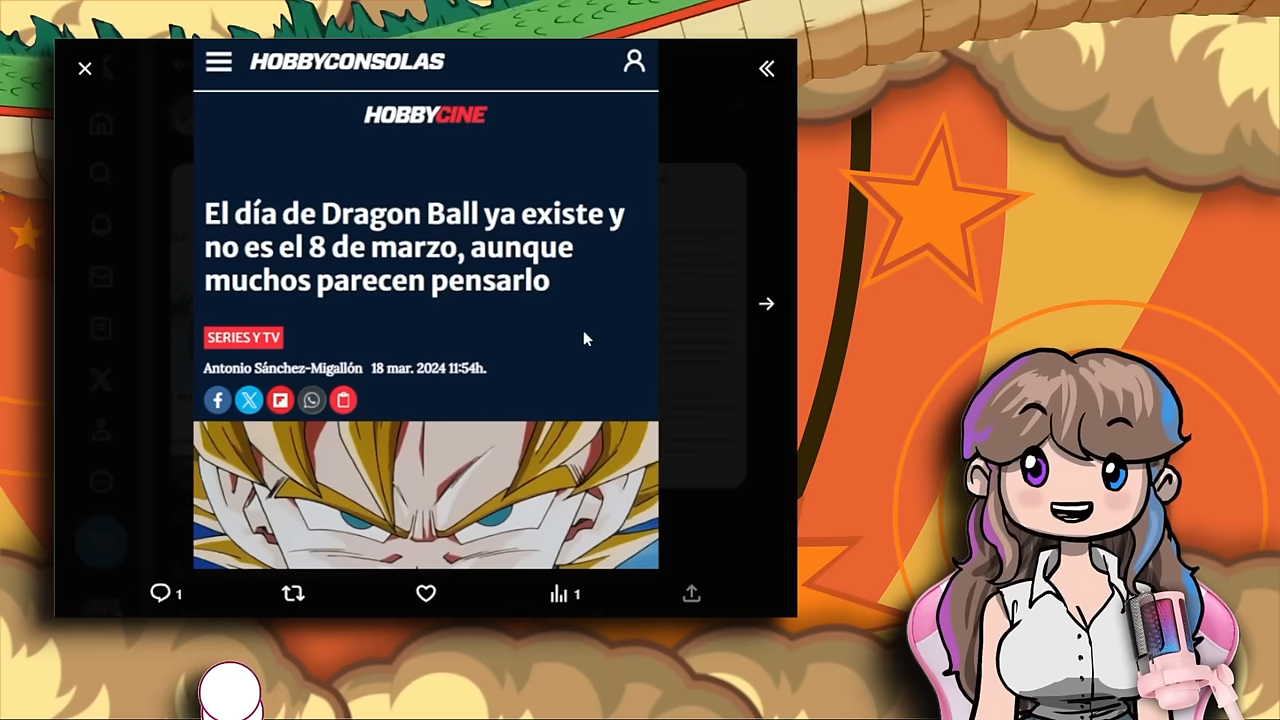 HOBBYCONSOLAS
HOBBYCINE
El día de Dragon Ball ya existe y
no es el 8 de marzo, aunque
muchos parecen pensarlo
SERIES Y TV
Antonio Sánchez-Migallón 18 mar. 2024 11:54h.
1
1